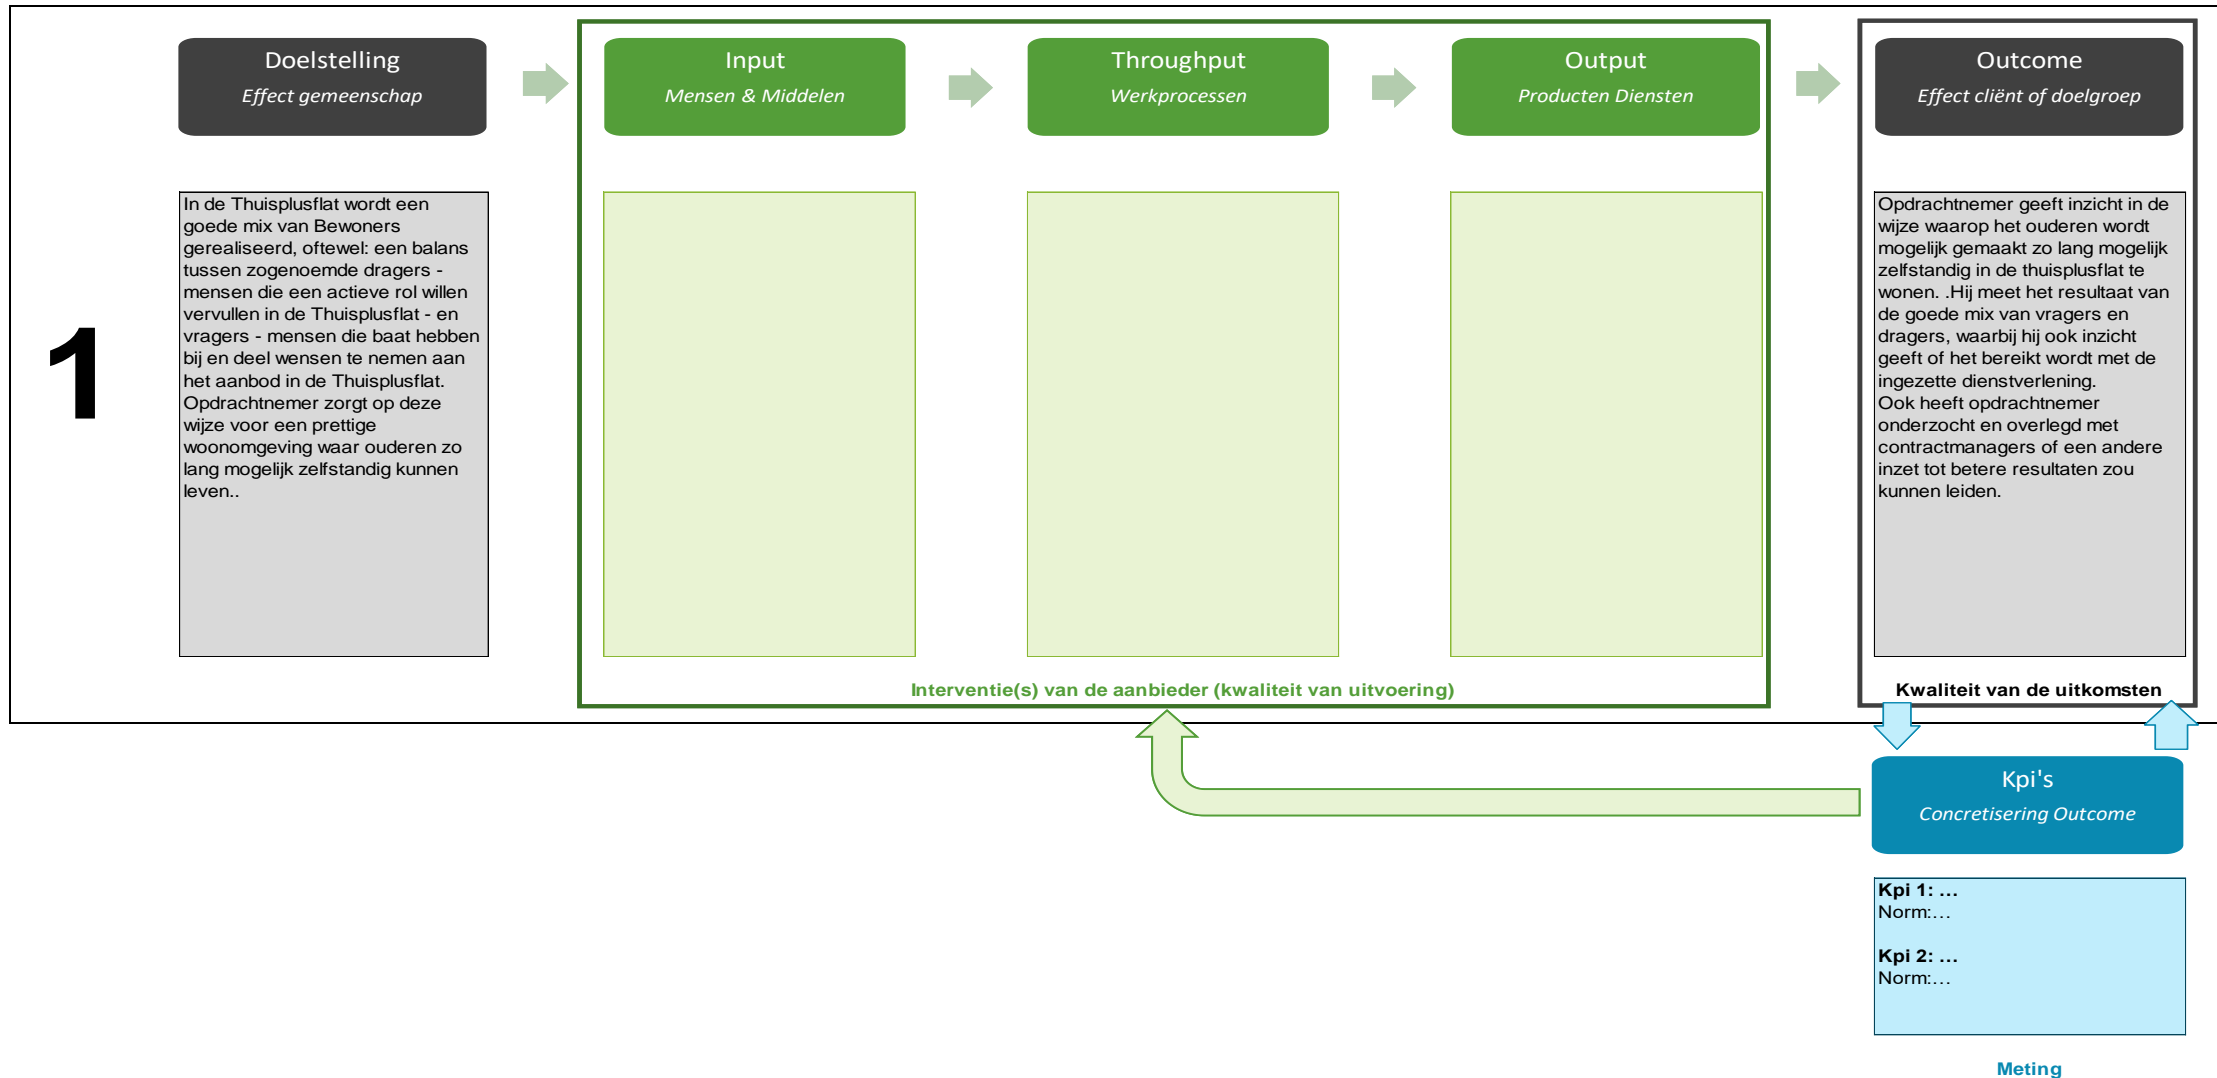 1
Doelstelling
Effect gemeenschap
Input
Mensen & Middelen
Throughput
Werkprocessen
Output
Producten Diensten
Outcome
Effect cliënt of doelgroep
In de Thuisplusflat wordt een
goede mix van Bewoners
gerealiseerd, oftewel: een balans
tussen zogenoemde dragers -
mensen die een actieve rol willen
vervullen in de Thuisplusflat - en
vragers - mensen die baat hebben
bij en deel wensen te nemen aan
het aanbod in de Thuisplusflat.
Opdrachtnemer zorgt op deze
wijze voor een prettige
woonomgeving waar ouderen zo
lang mogelijk zelfstandig kunnen
leven..
Opdrachtnemer geeft inzicht in de
wijze waarop het ouderen wordt
mogelijk gemaakt zo lang mogelijk
zelfstandig in de thuisplusflat te
wonen. .Hij meet het resultaat van
de goede mix van vragers en
dragers, waarbij hij ook inzicht
geeft of het bereikt wordt met de
ingezette dienstverlening.
Ook heeft opdrachtnemer
onderzocht en overlegd met
contractmanagers of een andere
inzet tot betere resultaten zou
kunnen leiden.
Interventie(s) van de aanbieder (kwaliteit van uitvoering)
Kwaliteit van de uitkomsten
Kpi's
Concretisering Outcome
Kpi 1: …
Norm:…
Kpi 2: …
Norm:…
Meting